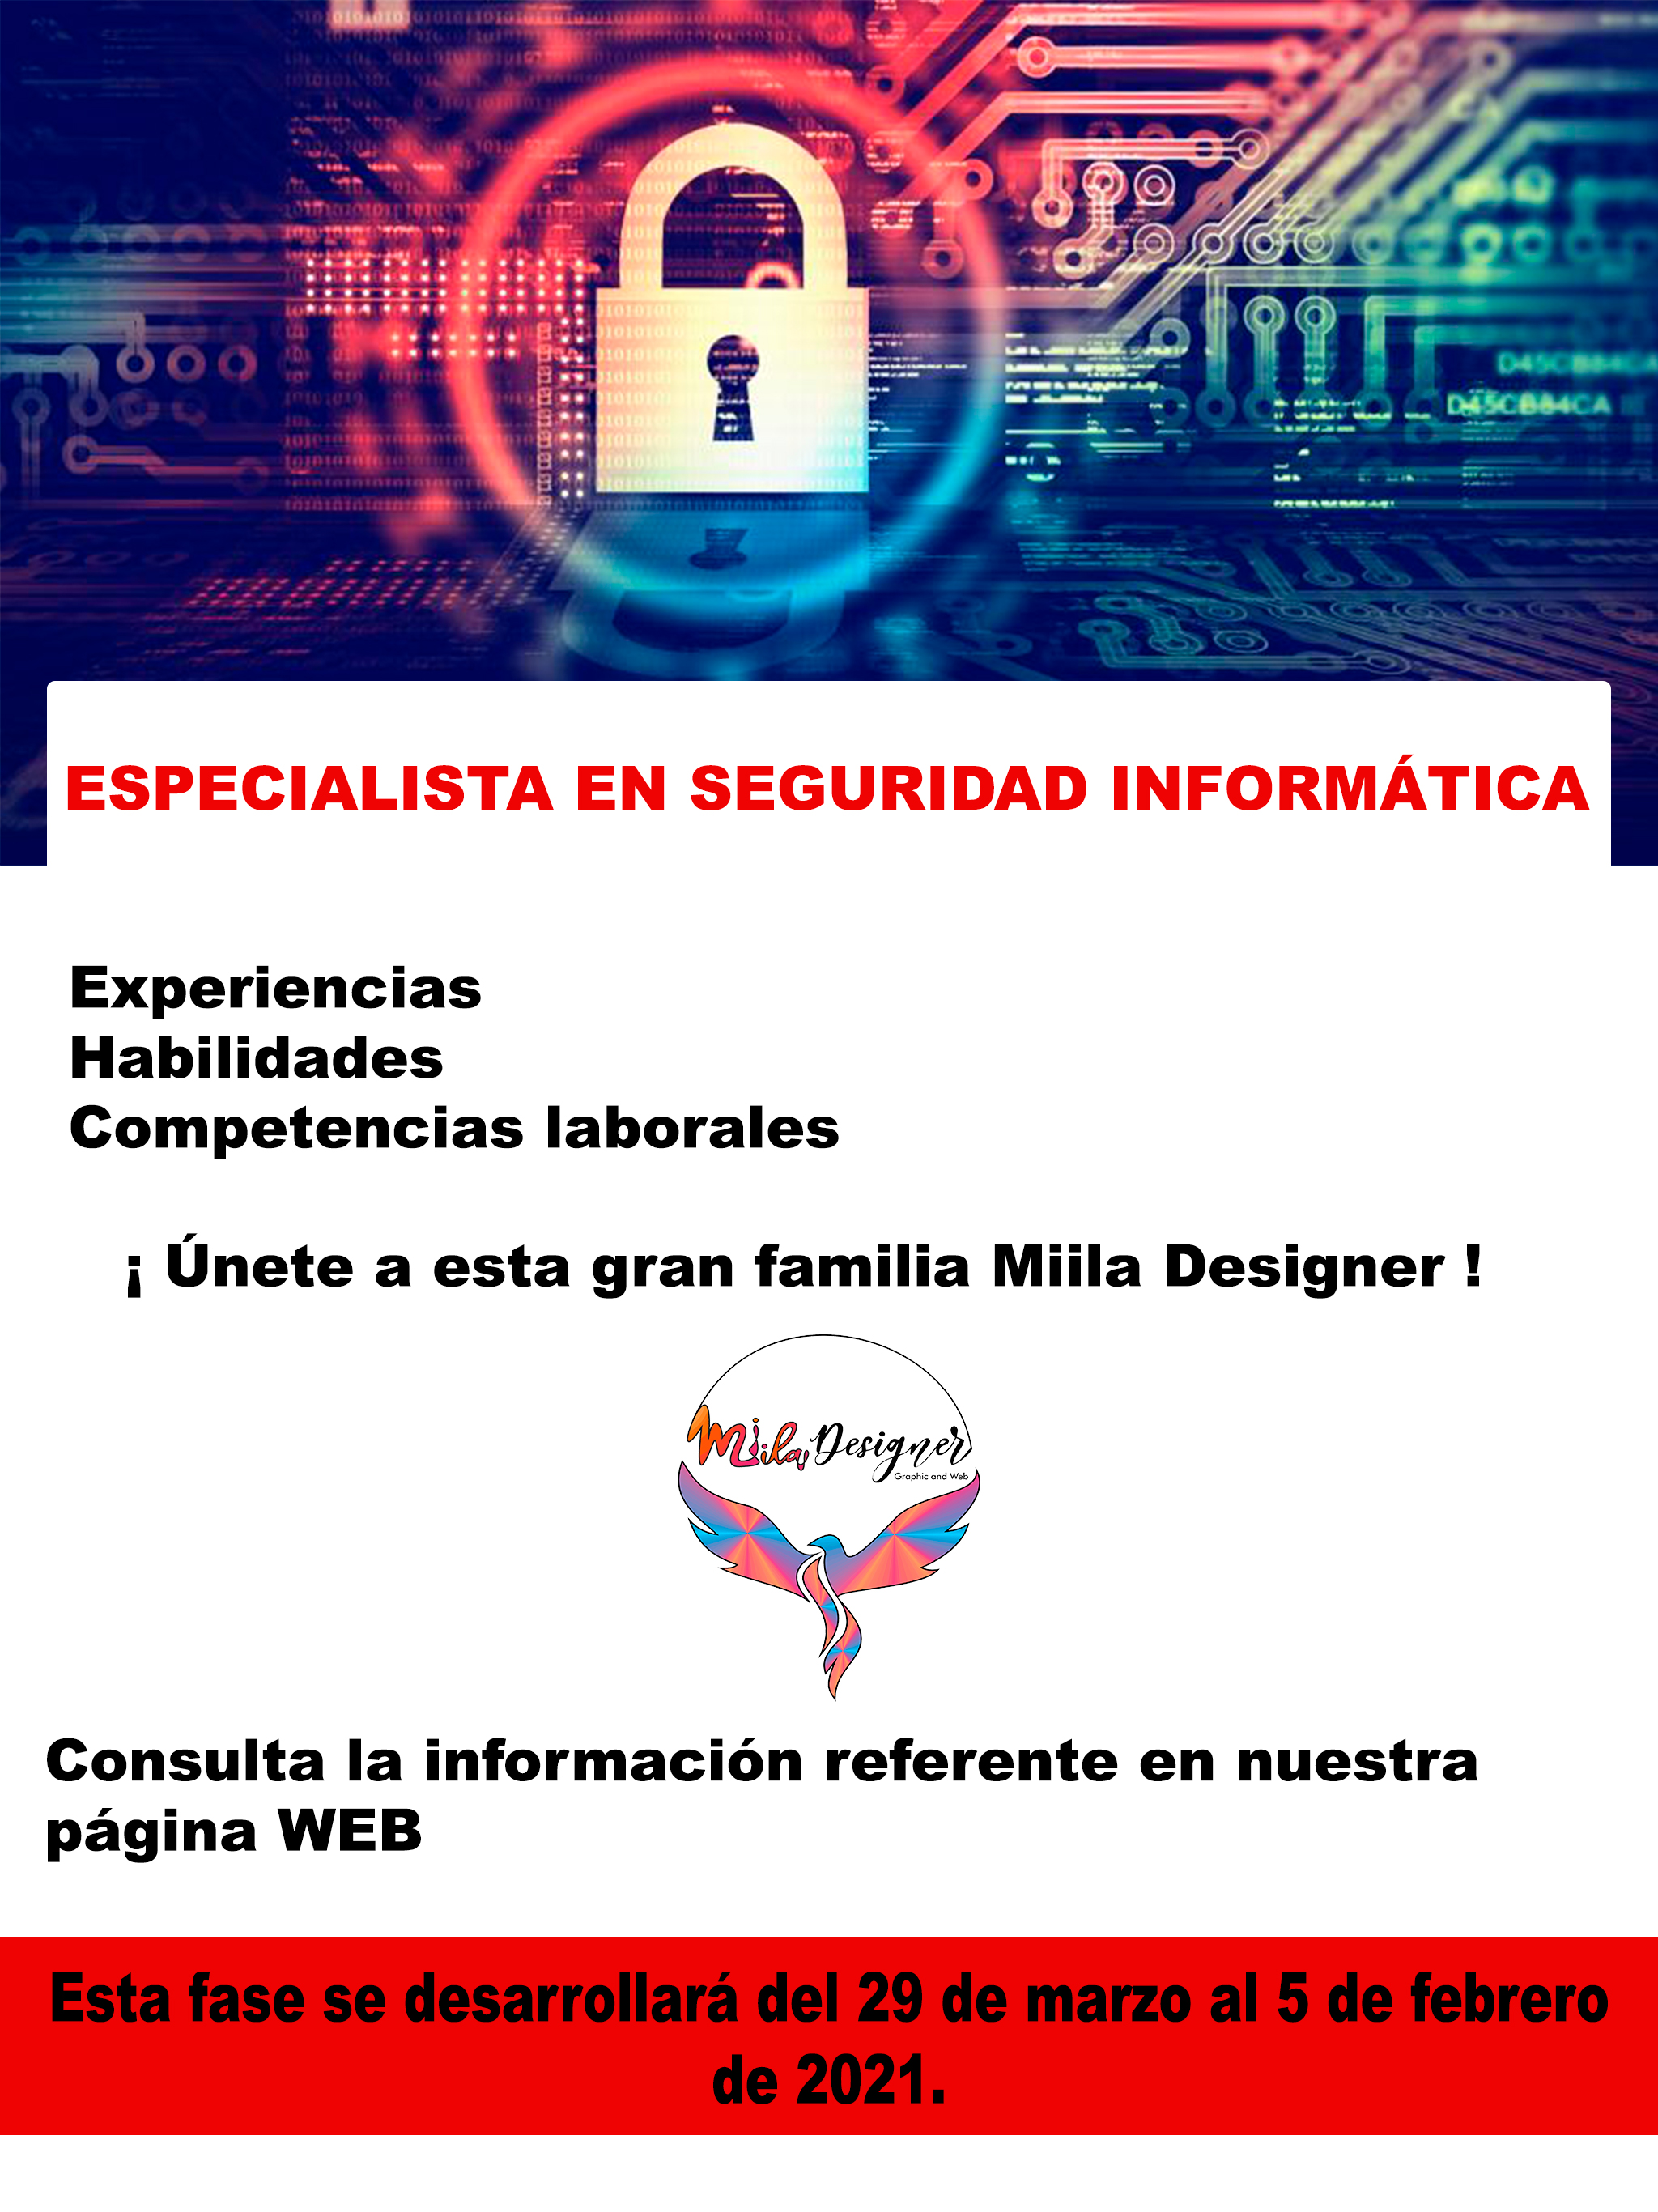 D45CB84CA
D45CB84CA
ESPECIALISTA EN SEGURIDAD INFORMÁTICA
Experiencias
Habilidades
Competencias laborales
¡ Únete a esta gran familia Miila Designer !
Miila Designer
Graphic and Web
Consulta la información referente en nuestra
página WEB
Esta fase se desarrollará del 29 de marzo al 5 de febrero
de 2021.